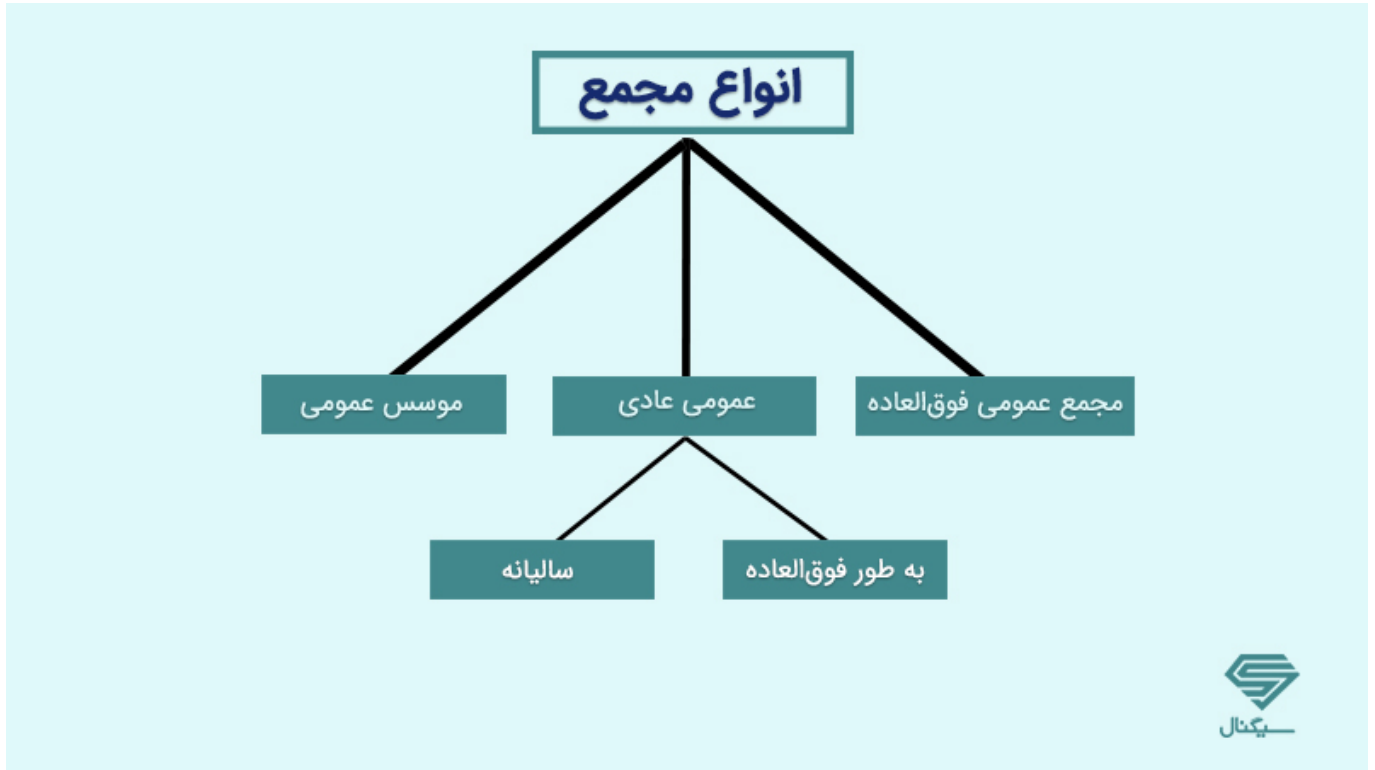 انواع مجمع
مجمع عمومی فوق‌العاده
عمومی عادی
موسس عمومی
به طور فوق‌العاده
سالیانه
سیگنال